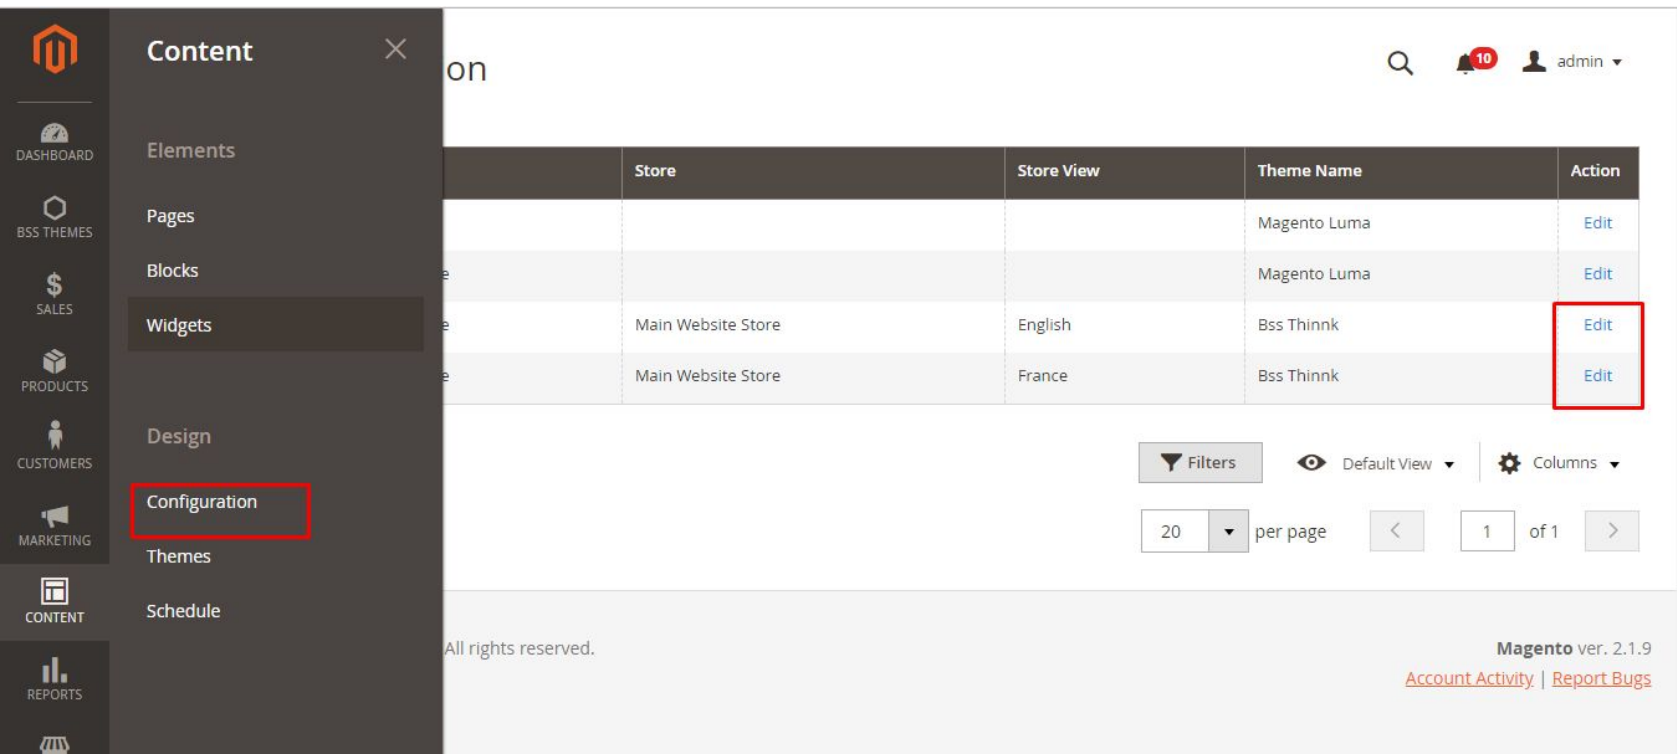 Content
on
10
admin
DASHBOARD
BSS THEMES
SALES
PRODUCTS
CUSTOMERS
MARKETING
CONTENT
REPORTS
Elements
Pages
Blocks
Widgets
Design
Configuration
Themes
Schedule
Store Store View Theme Name Action
Magento Luma Edit
e Magento Luma Edit
e Main Website Store English Bss Thinnk Edit
e Main Website Store France Bss Thinnk Edit
Filters Default View Columns
20 per page 1 of 1
All rights reserved.
Magento ver. 2.1.9
Account Activity | Report Bugs